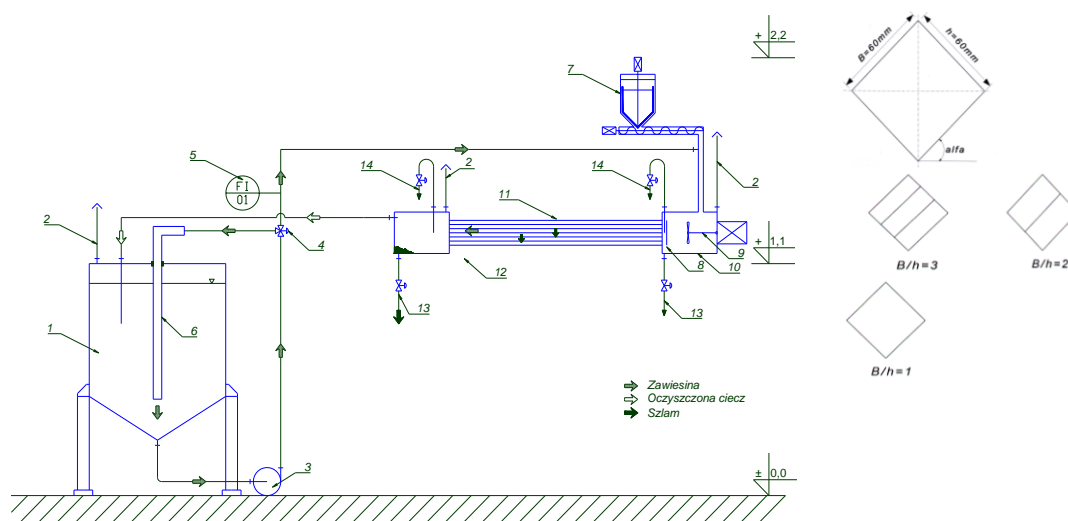 + 2,2
B=60mm
h=60mm
7
alfa
5
FI
01
14
2
14
2
2
11
4
+ 1,1
9
8
10
12
B/h=3
B/h=2
13
13
1
6
B/h=1
Zawiesina
Oczyszczona ciecz
Szlam
3
± 0,0